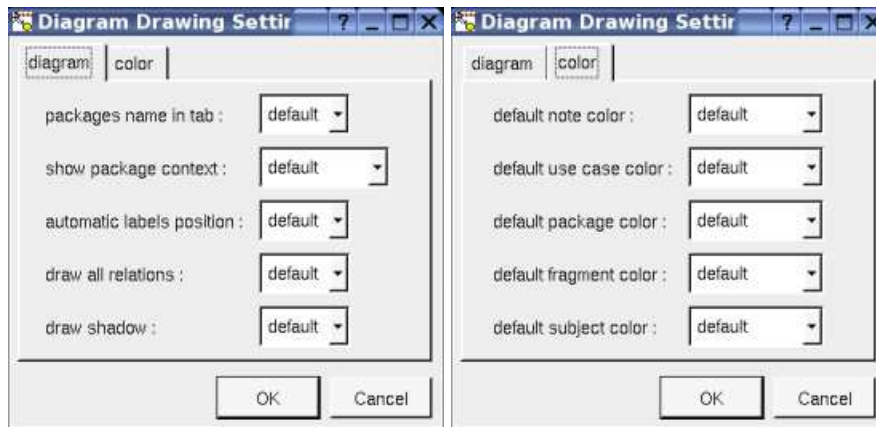 Diagram Drawing Settir
diagram color
packages name in tab : default
show package context : default
automatic labels position : default
draw all relations : default
draw shadow : default
OK Cancel
Diagram Drawing Settir
diagram color
default note color : default
default use case color : default
default package color : default
default fragment color : default
default subject color : default
OK Cancel